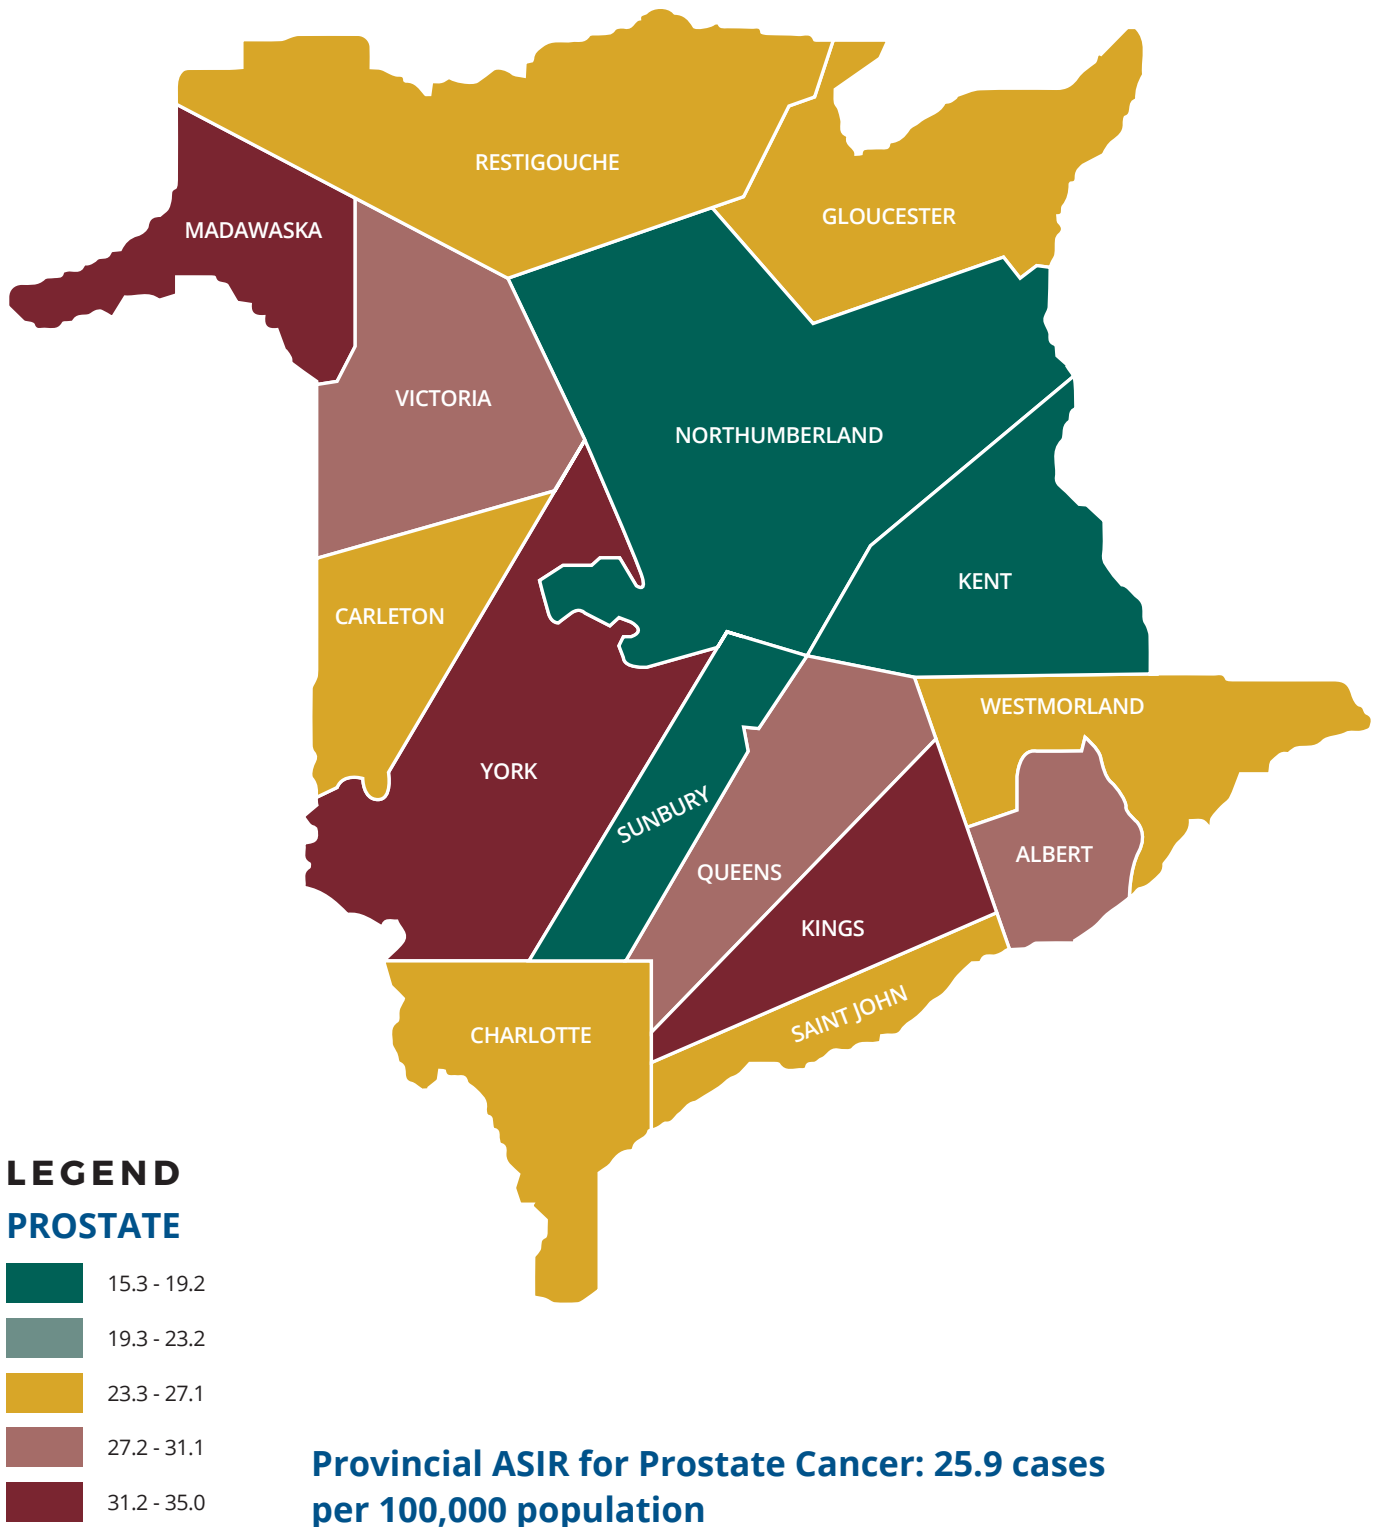 RESTIGOUCHE
GLOUCESTER
MADAWASKA
VICTORIA
NORTHUMBERLAND
KENT
CARLETON
WESTMORLAND
YORK
SUNBURY
ALBERT
QUEENS
KINGS
SAINT JOHN
CHARLOTTE
LEGEND
PROSTATE
15.3 - 19.2
19.3 - 23.2
23.3 - 27.1
27.2 - 31.1
31.2 - 35.0
Provincial ASIR for Prostate Cancer: 25.9 cases
per 100,000 population